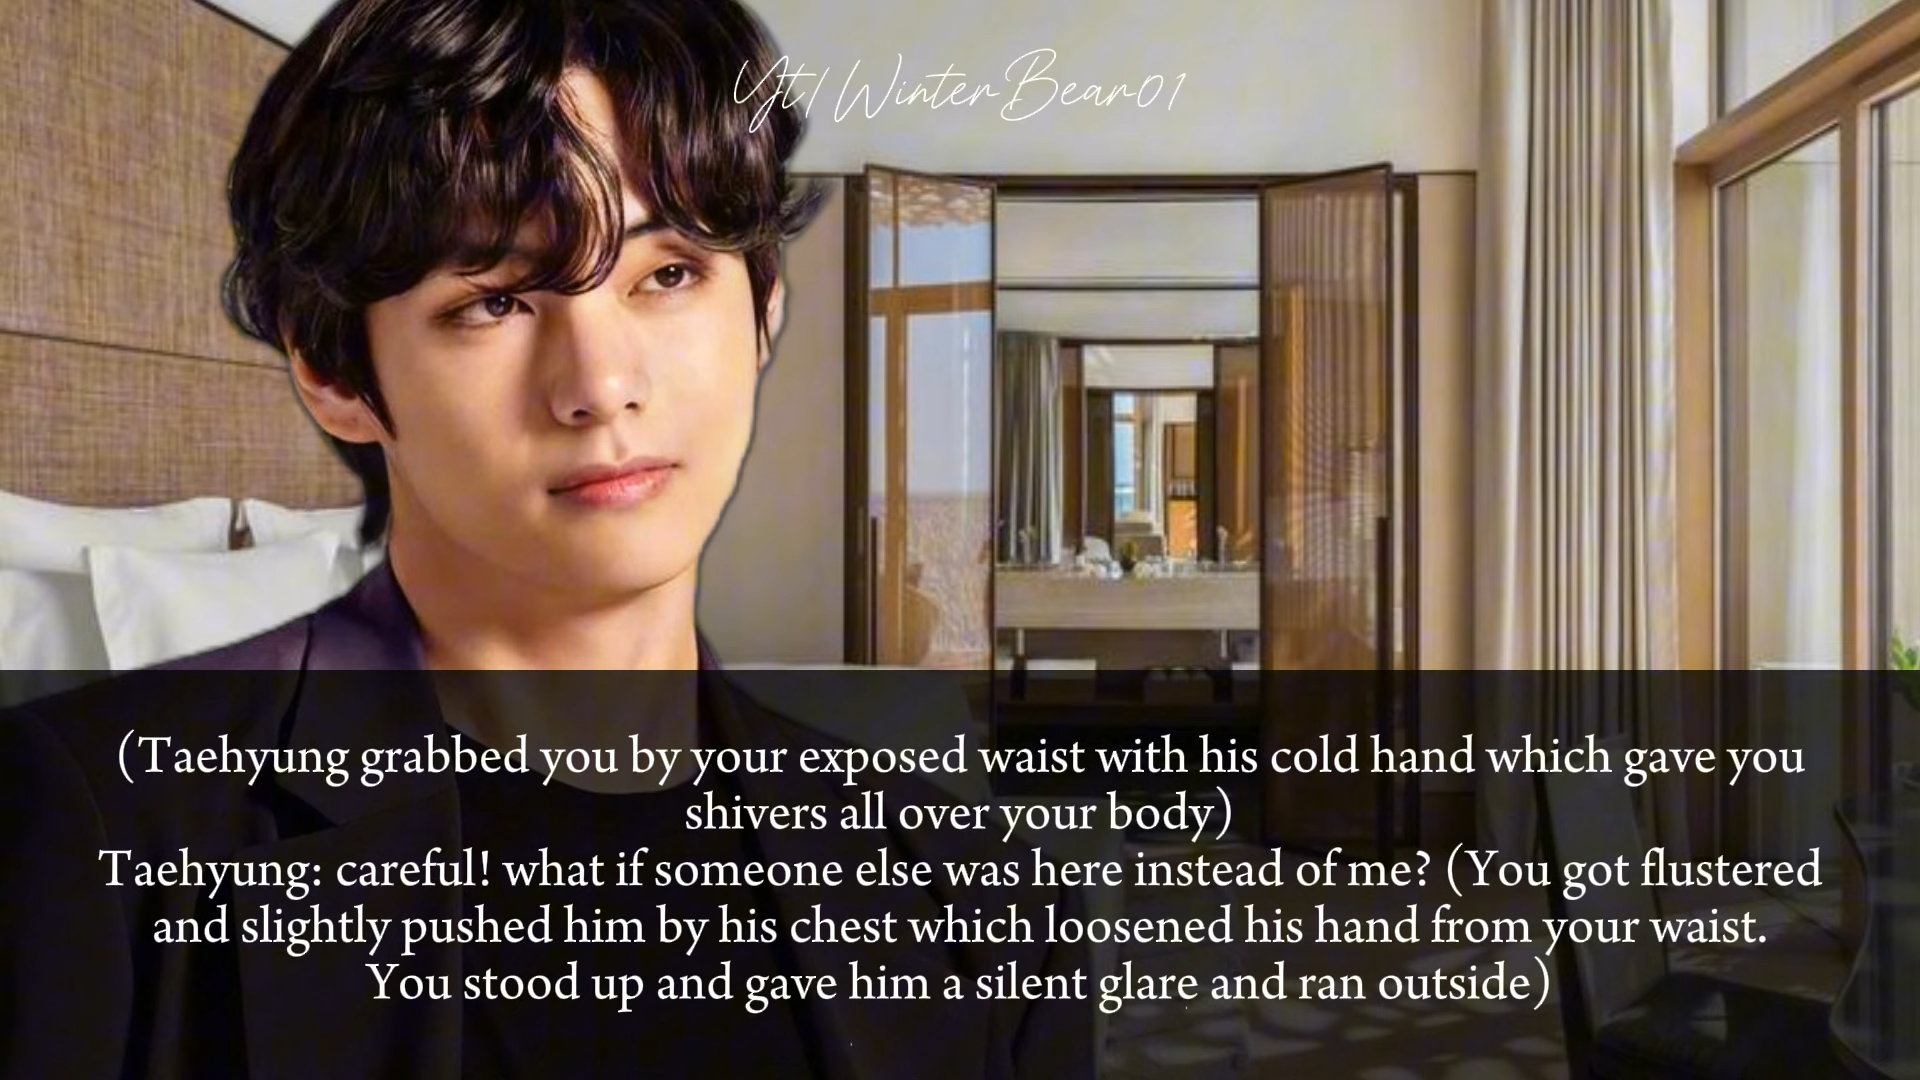 Yt/WinterBear01
(Taehyung grabbed you by your exposed waist with his cold hand which gave you
shivers all over your body)
Taehyung: careful! what if someone else was here instead of me? (You got flustered
and slightly pushed him by his chest which loosened his hand from your waist.
You stood up and gave him a silent glare and ran outside)